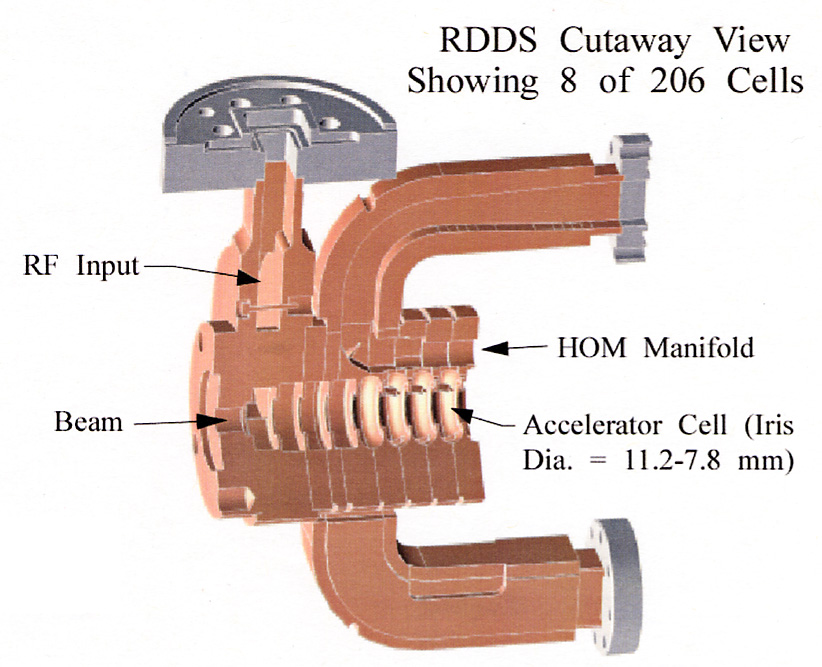 RDDS Cutaway View
Showing 8 of 206 Cells
RF Input
HOM Manifold
Beam
Accelerator Cell (Iris
Dia. = 11.2-7.8 mm)